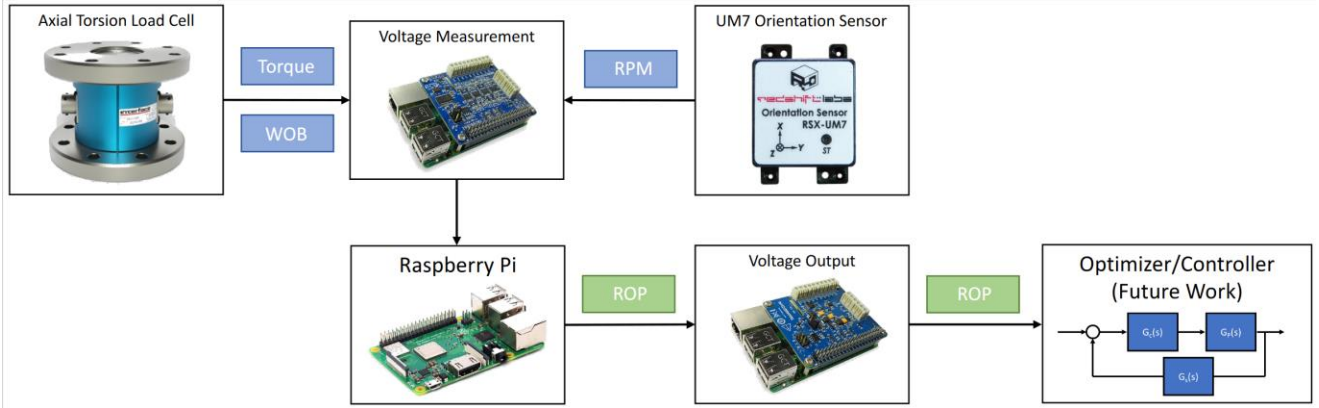 Axial Torsion Load Cell
Interface
Torque
WOB
Voltage Measurement
RPM
UM7 Orientation Sensor
redshift labs
Orientation Sensor
RSX-UM7
X
Z
Y
ST
Raspberry Pi
ROP
Voltage Output
ROP
Optimizer/Controller
(Future Work)
Gc(s)
GP(s)